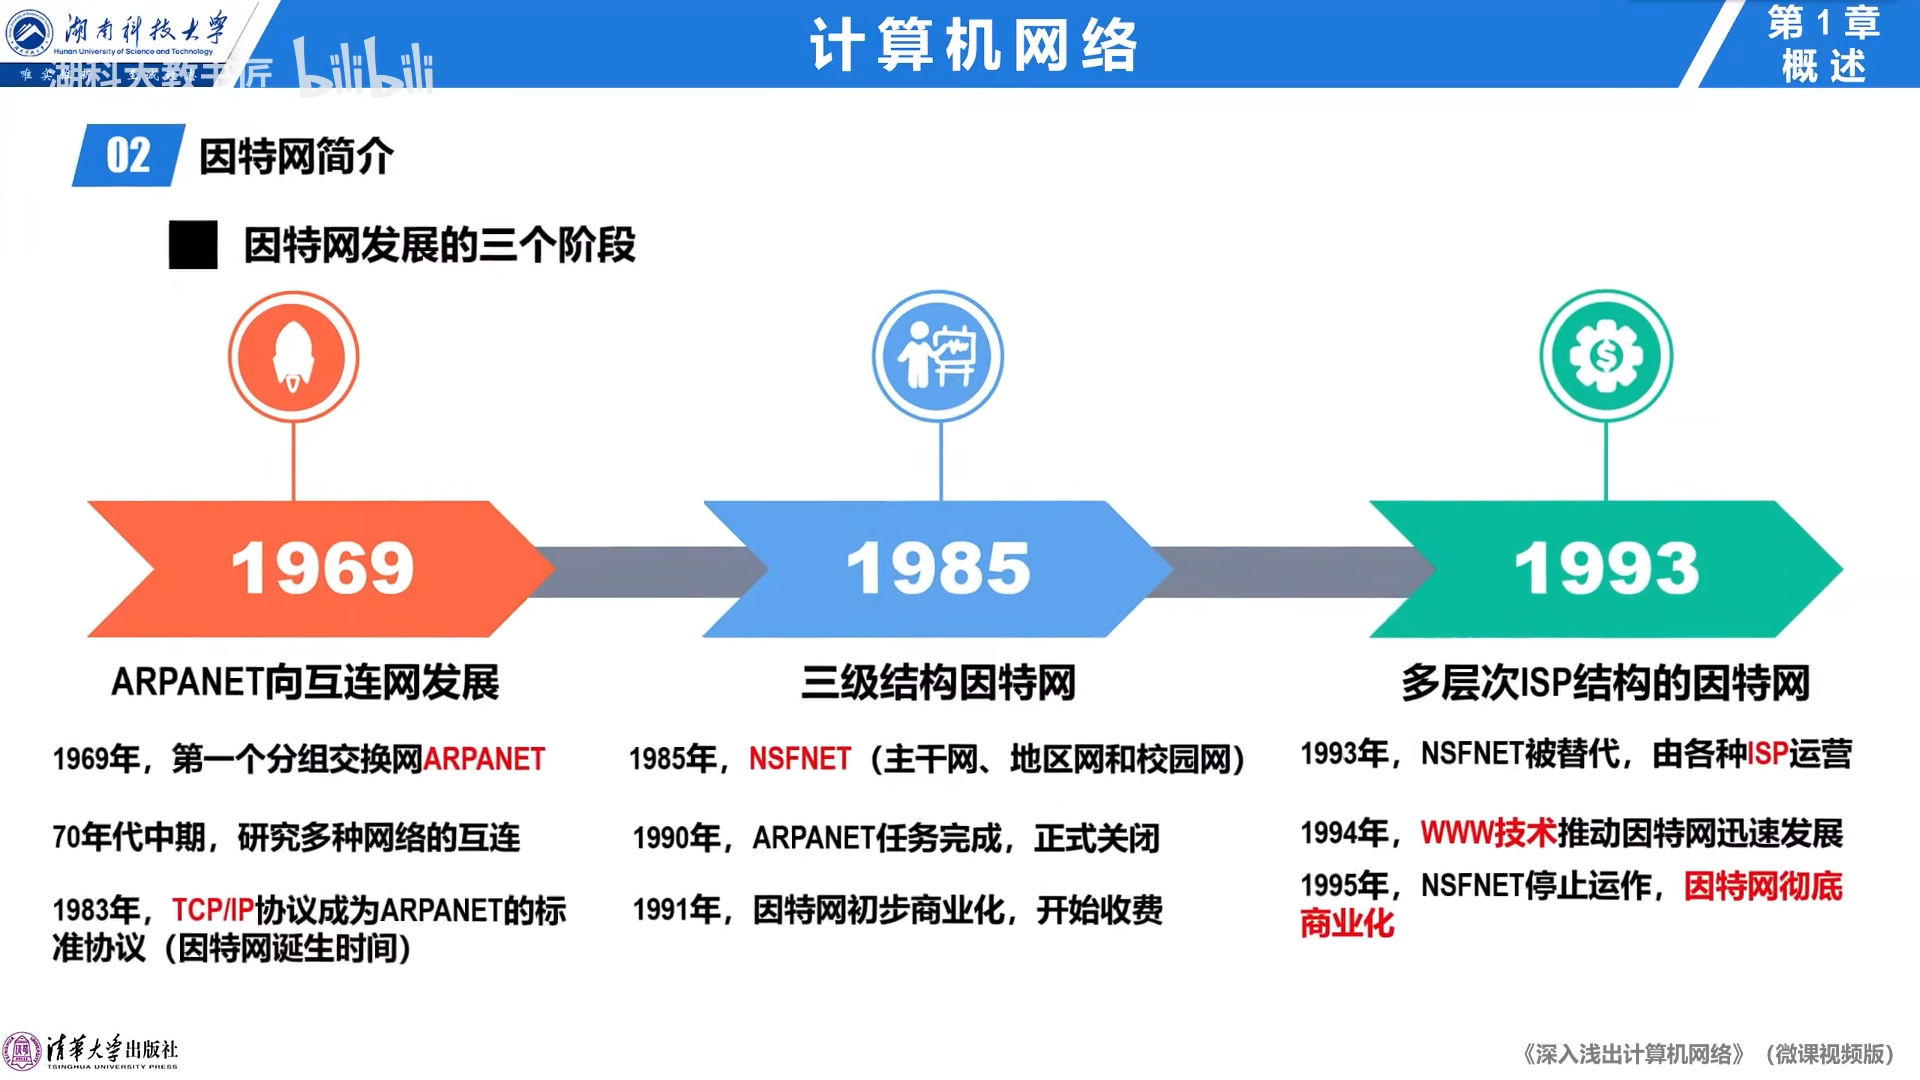 湖南科技大学
Hunan University of Science and Technology
湖科大教书匠 bilibili
计算机网络
第 1 章
概 述
02 因特网简介
因特网发展的三个阶段
1969
ARPANET向互连网发展
1969年，第一个分组交换网ARPANET
70年代中期，研究多种网络的互连
1983年，TCP/IP协议成为ARPANET的标
准协议（因特网诞生时间）
1985
三级结构因特网
1985年，NSFNET（主干网、地区网和校园网）
1990年，ARPANET任务完成，正式关闭
1991年，因特网初步商业化，开始收费
1993
多层次ISP结构的因特网
1993年，NSFNET被替代，由各种ISP运营
1994年，WWW技术推动因特网迅速发展
1995年，NSFNET停止运作，因特网彻底
商业化
清华大学出版社
TSINGHUA UNIVERSITY PRESS
《深入浅出计算机网络》（微课视频版）